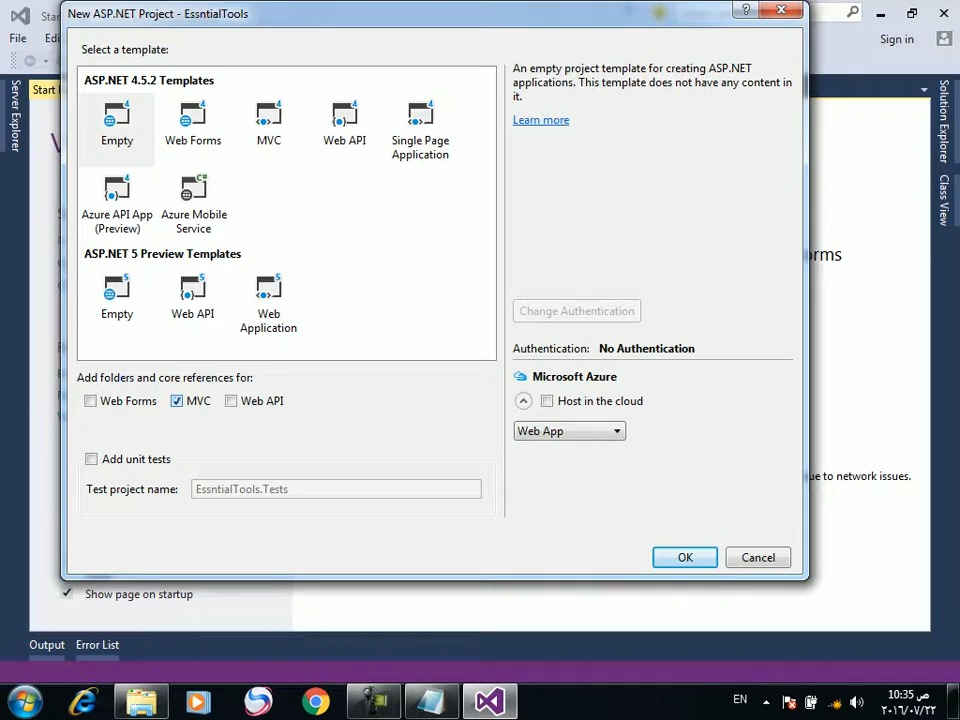 New ASP.NET Project - EssntialTools
Star
Sign in
File
Edi
Start
Server Explorer
Solution Explorer
Class View
Select a template:
ASP.NET 4.5.2 Templates
Empty
Web Forms
MVC
Web API
Single Page
Application
Azure API App
(Preview)
Azure Mobile
Service
ASP.NET 5 Preview Templates
Empty
Web API
Web
Application
An empty project template for creating ASP.NET
applications. This template does not have any content in
it.
Learn more
Change Authentication
Authentication: No Authentication
Microsoft Azure
Host in the cloud
Web App
Add folders and core references for:
Web Forms
MVC
Web API
Add unit tests
Test project name: EssntialTools.Tests
OK
Cancel
orms
ue to network issues.
Show page on startup
Output
Error List
EN
10:35 ص
٢٠١٦/٠٧/٢٢